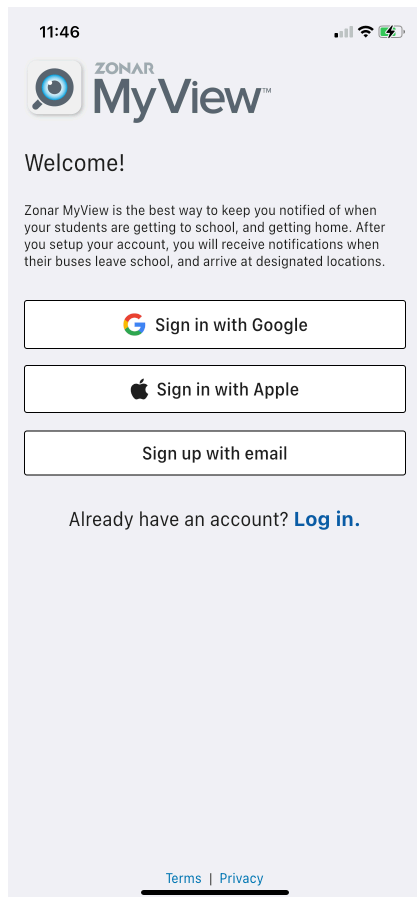 11:46
ZONAR
MyView™
Welcome!
Zonar MyView is the best way to keep you notified of when
your students are getting to school, and getting home. After
you setup your account, you will receive notifications when
their buses leave school, and arrive at designated locations.
Sign in with Google
Sign in with Apple
Sign up with email
Already have an account? Log in.
Terms | Privacy